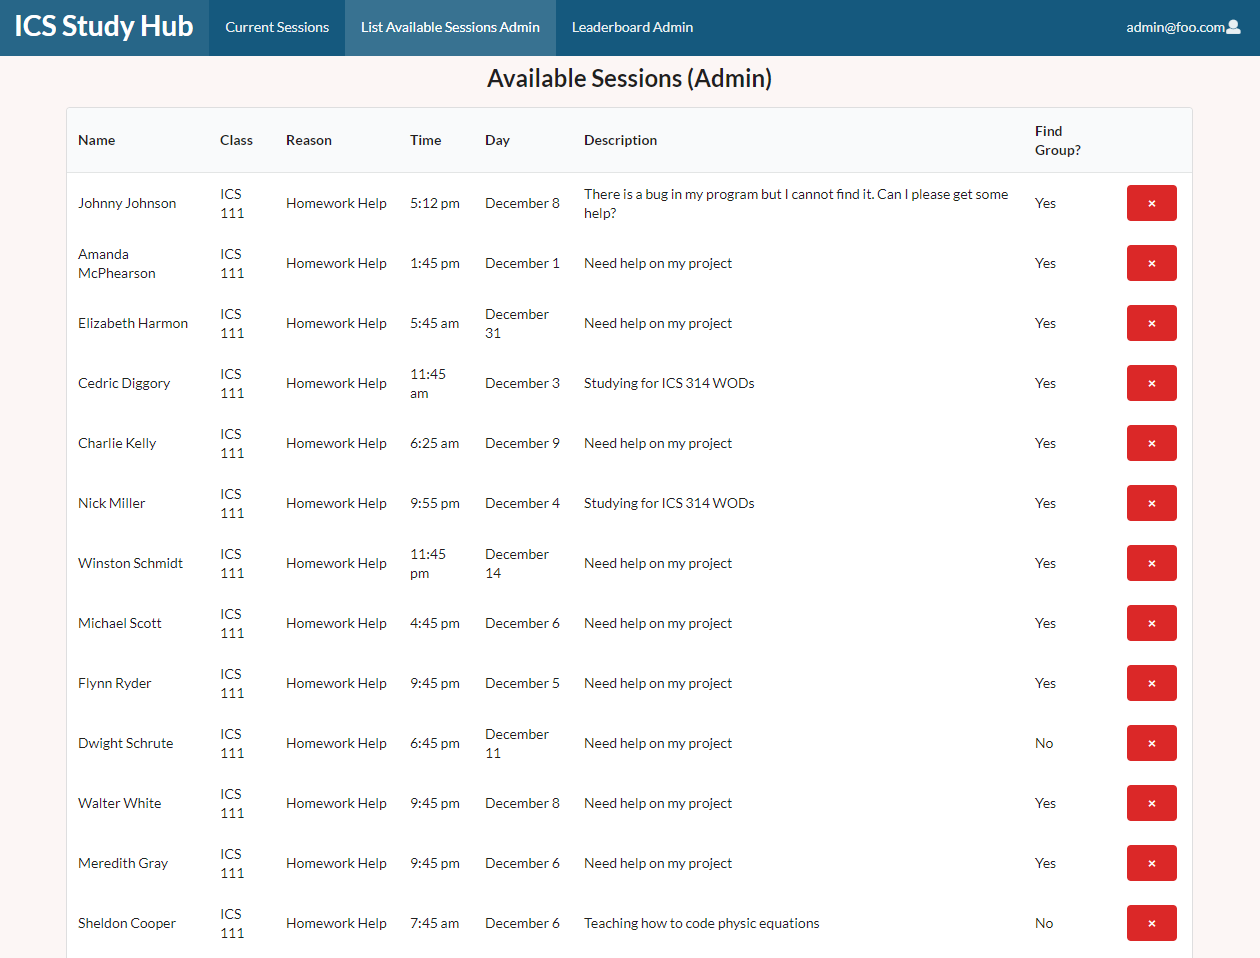 ICS Study Hub Current Sessions List Available Sessions Admin Leaderboard Admin admin@foo.com
Available Sessions (Admin)
Name Class Reason Time Day Description Find
Group?
Johnny Johnson ICS
111 Homework Help 5:12 pm December 8 There is a bug in my program but I cannot find it. Can I please get some
help? Yes ×
Amanda
McPhearson ICS
111 Homework Help 1:45 pm December 1 Need help on my project Yes ×
Elizabeth Harmon ICS
111 Homework Help 5:45 am December
31 Need help on my project Yes ×
Cedric Diggory ICS
111 Homework Help 11:45
am December 3 Studying for ICS 314 WODs Yes ×
Charlie Kelly ICS
111 Homework Help 6:25 am December 9 Need help on my project Yes ×
Nick Miller ICS
111 Homework Help 9:55 pm December 4 Studying for ICS 314 WODs Yes ×
Winston Schmidt ICS
111 Homework Help 11:45
pm December
14 Need help on my project Yes ×
Michael Scott ICS
111 Homework Help 4:45 pm December 6 Need help on my project Yes ×
Flynn Ryder ICS
111 Homework Help 9:45 pm December 5 Need help on my project Yes ×
Dwight Schrute ICS
111 Homework Help 6:45 pm December
11 Need help on my project No ×
Walter White ICS
111 Homework Help 9:45 pm December 8 Need help on my project Yes ×
Meredith Gray ICS
111 Homework Help 9:45 pm December 6 Need help on my project Yes ×
Sheldon Cooper ICS
111 Homework Help 7:45 am December 6 Teaching how to code physic equations No ×